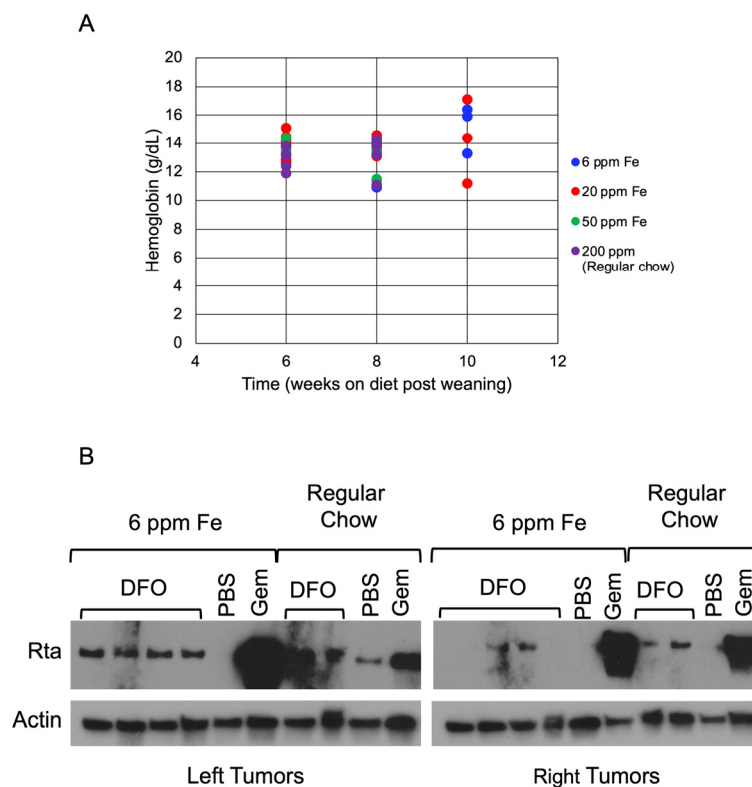 A
20
18
16
14
12
10
8
6
4
2
0
Hemoglobin (g/dL)
4 6 8 10 12
Time (weeks on diet post weaning)
6 ppm Fe
20 ppm Fe
50 ppm Fe
200 ppm
(Regular chow)
B
6 ppm Fe
Regular
Chow
6 ppm Fe
Regular
Chow
DFO PBS Gem DFO PBS Gem
DFO PBS Gem DFO PBS Gem
Rta
Actin
Left Tumors
Right Tumors